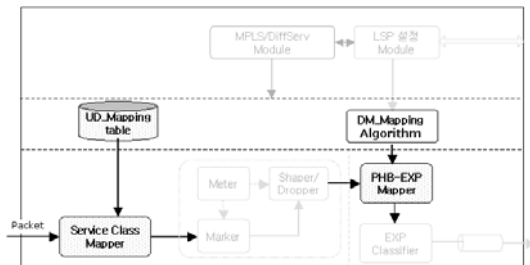 MPLS/DiffServ
Module
LSP 설정
Module
UD_Mapping
table
DM_Mapping
Algorithm
Meter
Shaper/
Dropper
PHB-EXP
Mapper
Packet
Service Class
Mapper
Marker
EXP
Classifier